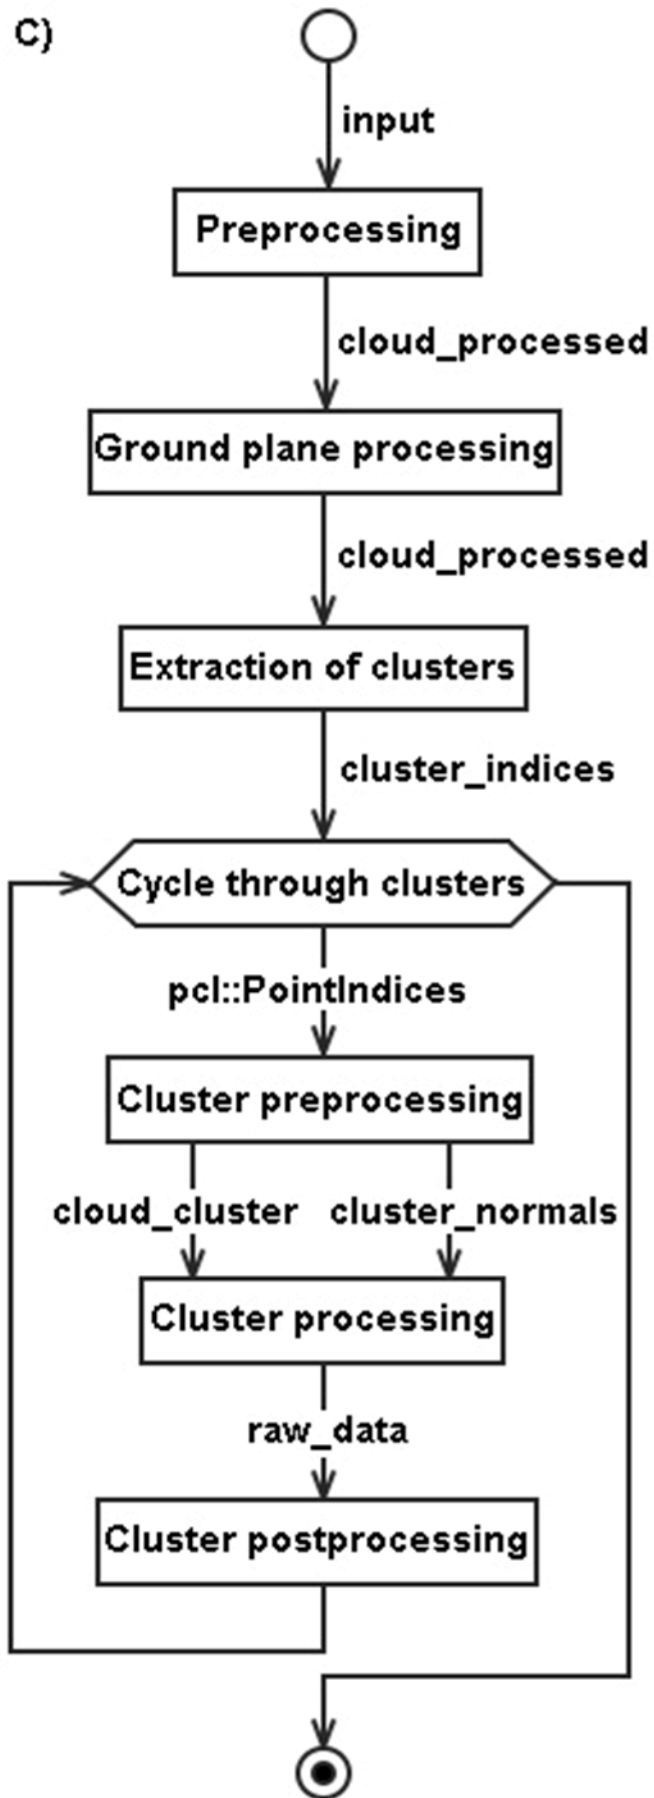 C)
input
Preprocessing
cloud_processed
Ground plane processing
cloud_processed
Extraction of clusters
cluster_indices
Cycle through clusters
pcl::PointIndices
Cluster preprocessing
cloud_cluster cluster_normals
Cluster processing
raw_data
Cluster postprocessing